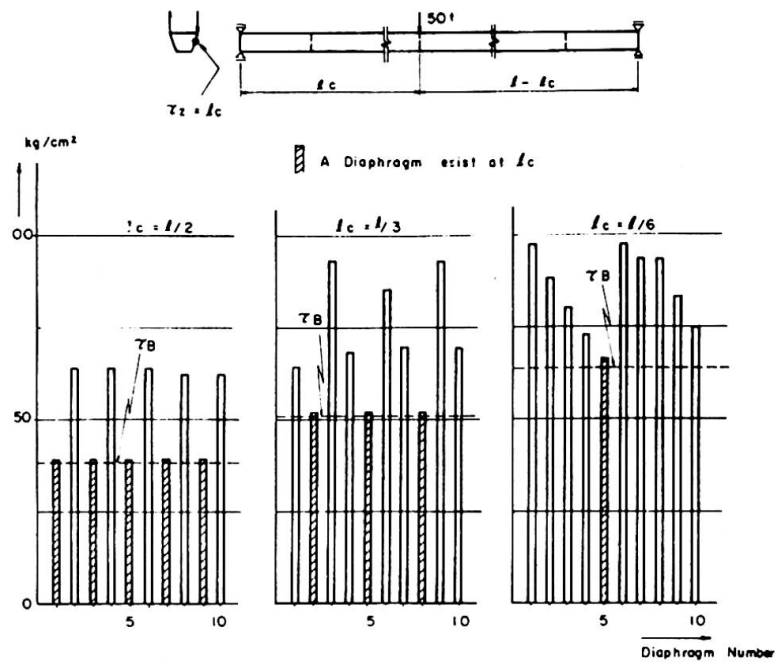 50t
lc
l - lc
τz = lc
kg/cm²
A Diaphragm exist at lc
00
c = l/2
lc = l/3
lc = l/6
τB
τB
τB
50
0
5
10
5
10
5
10
Diaphragm Number